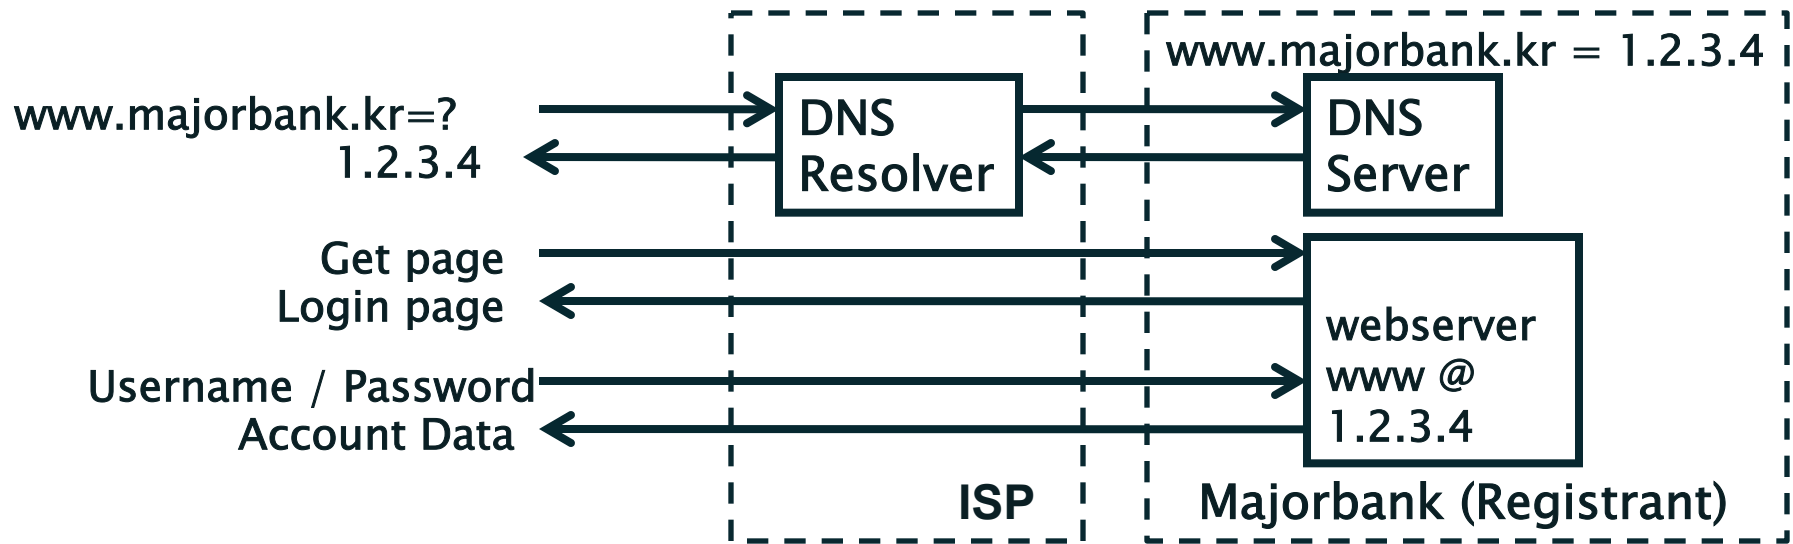 www.majorbank.kr = 1.2.3.4
www.majorbank.kr=?
1.2.3.4
DNS
Resolver
DNS
Server
Get page
Login page
Username / Password
Account Data
webserver
www @
1.2.3.4
ISP
Majorbank (Registrant)